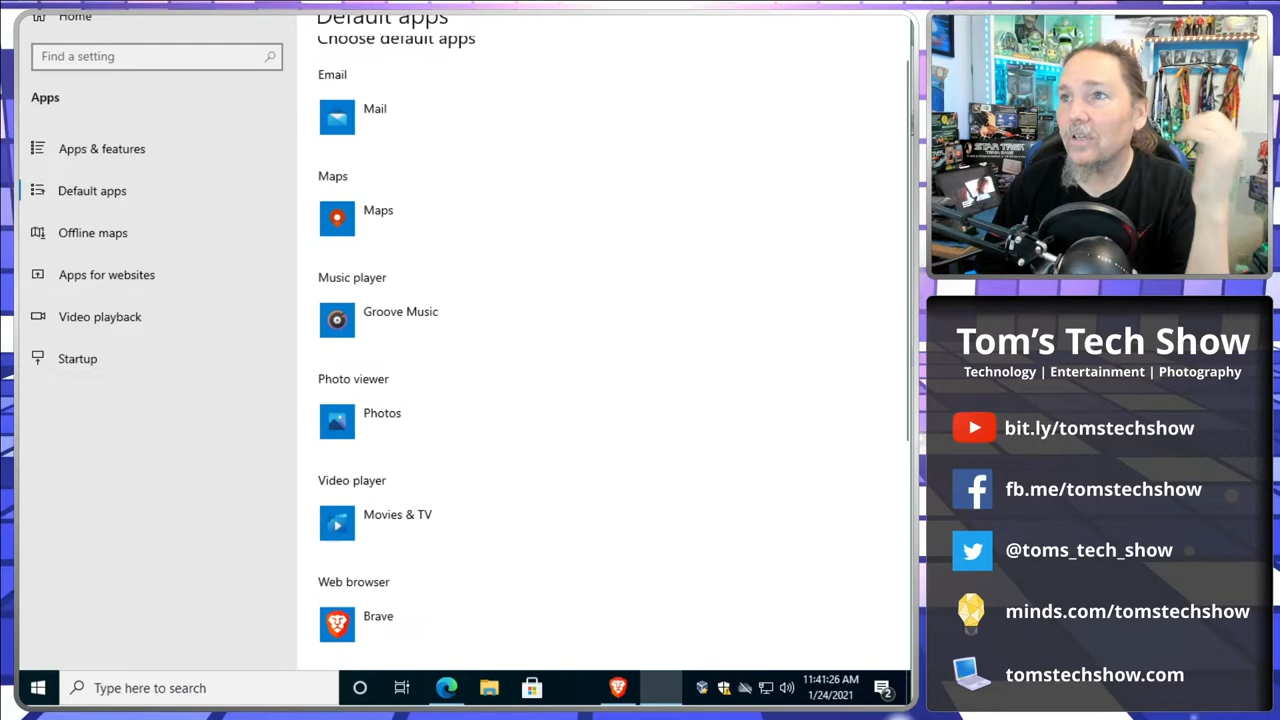 Home
Default apps
Choose default apps
Find a setting
Apps
Apps & features
Default apps
Offline maps
Apps for websites
Video playback
Startup
Email
Mail
Maps
Maps
Music player
Groove Music
Photo viewer
Photos
Video player
Movies & TV
Web browser
Brave
Type here to search
11:41:26 AM
1/24/2021
2
STAR TREK
Tom's Tech Show
Technology | Entertainment | Photography
bit.ly/tomstechshow
fb.me/tomstechshow
@toms_tech_show
minds.com/tomstechshow
tomstechshow.com